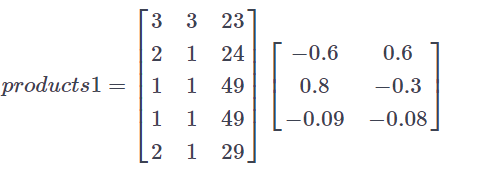 3 3 23
2 1 24 −0.6 0.6
products1 = 1 1 49 0.8 −0.3
1 1 49 −0.09 −0.08
2 1 29